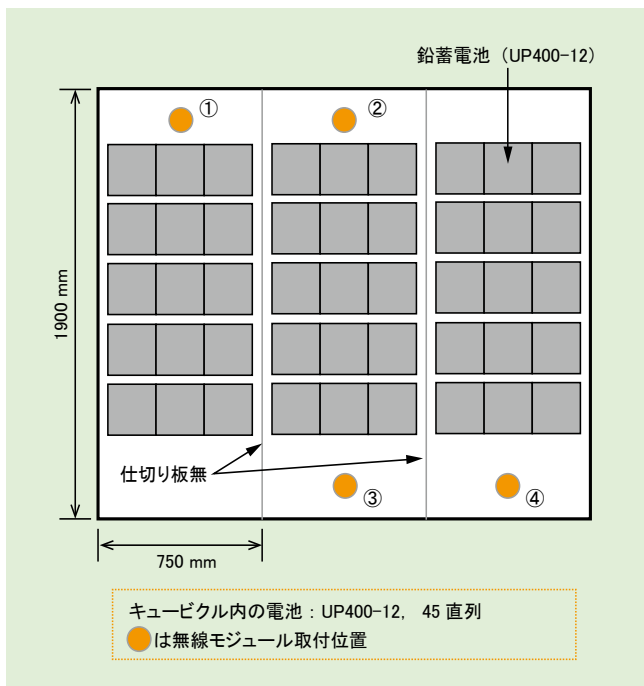 鉛蓄電池（UP400-12）
①
②
1900 mm
仕切り板無
③
④
750 mm
キュービクル内の電池：UP400-12, 45 直列
は無線モジュール取付位置